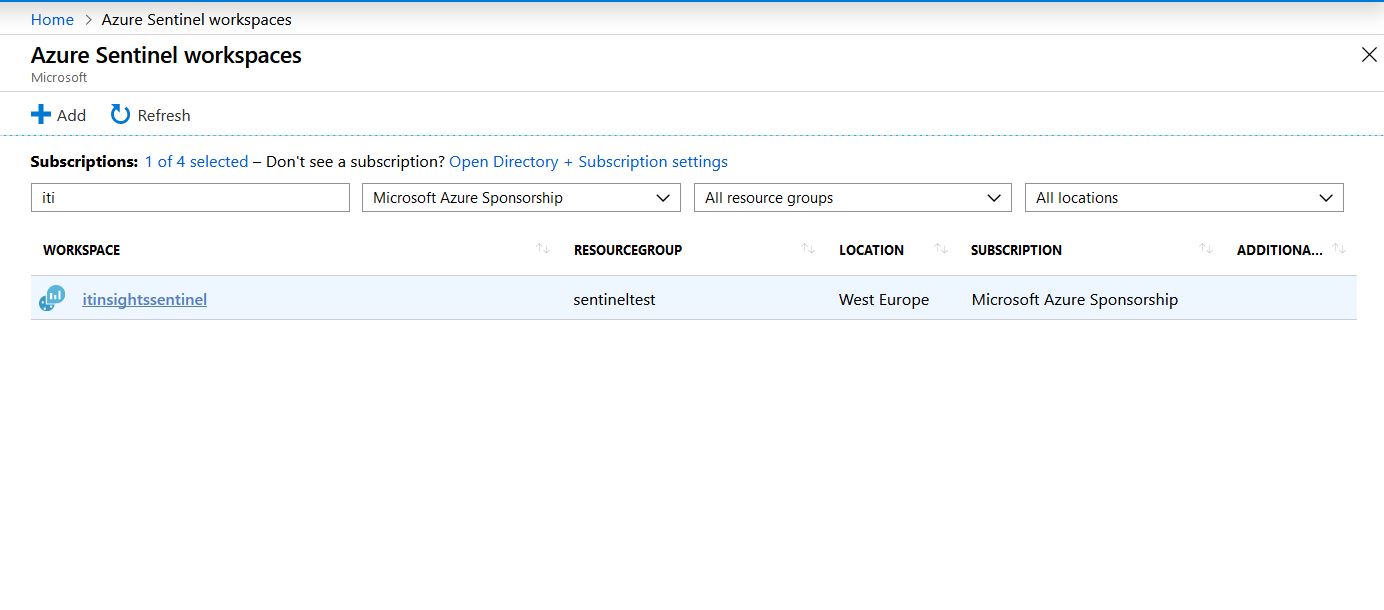 Home > Azure Sentinel workspaces
Azure Sentinel workspaces
Microsoft
Add Refresh
Subscriptions: 1 of 4 selected – Don't see a subscription? Open Directory + Subscription settings
iti Microsoft Azure Sponsorship All resource groups All locations
WORKSPACE RESOURCEGROUP LOCATION SUBSCRIPTION ADDITIONA...
itinsightssentinel sentineltest West Europe Microsoft Azure Sponsorship